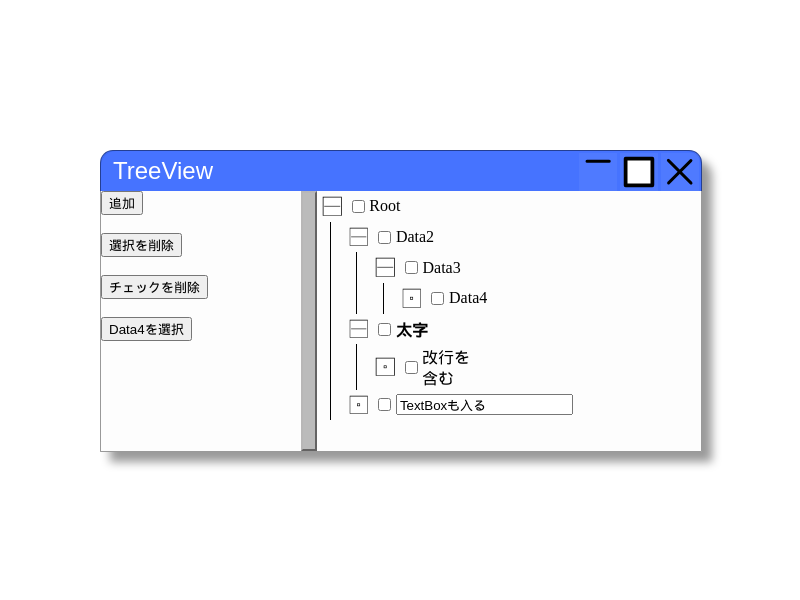 TreeView
追加
選択を削除
チェックを削除
Data4を選択
Root
Data2
Data3
Data4
太字
改行を
含む
TextBoxも入る